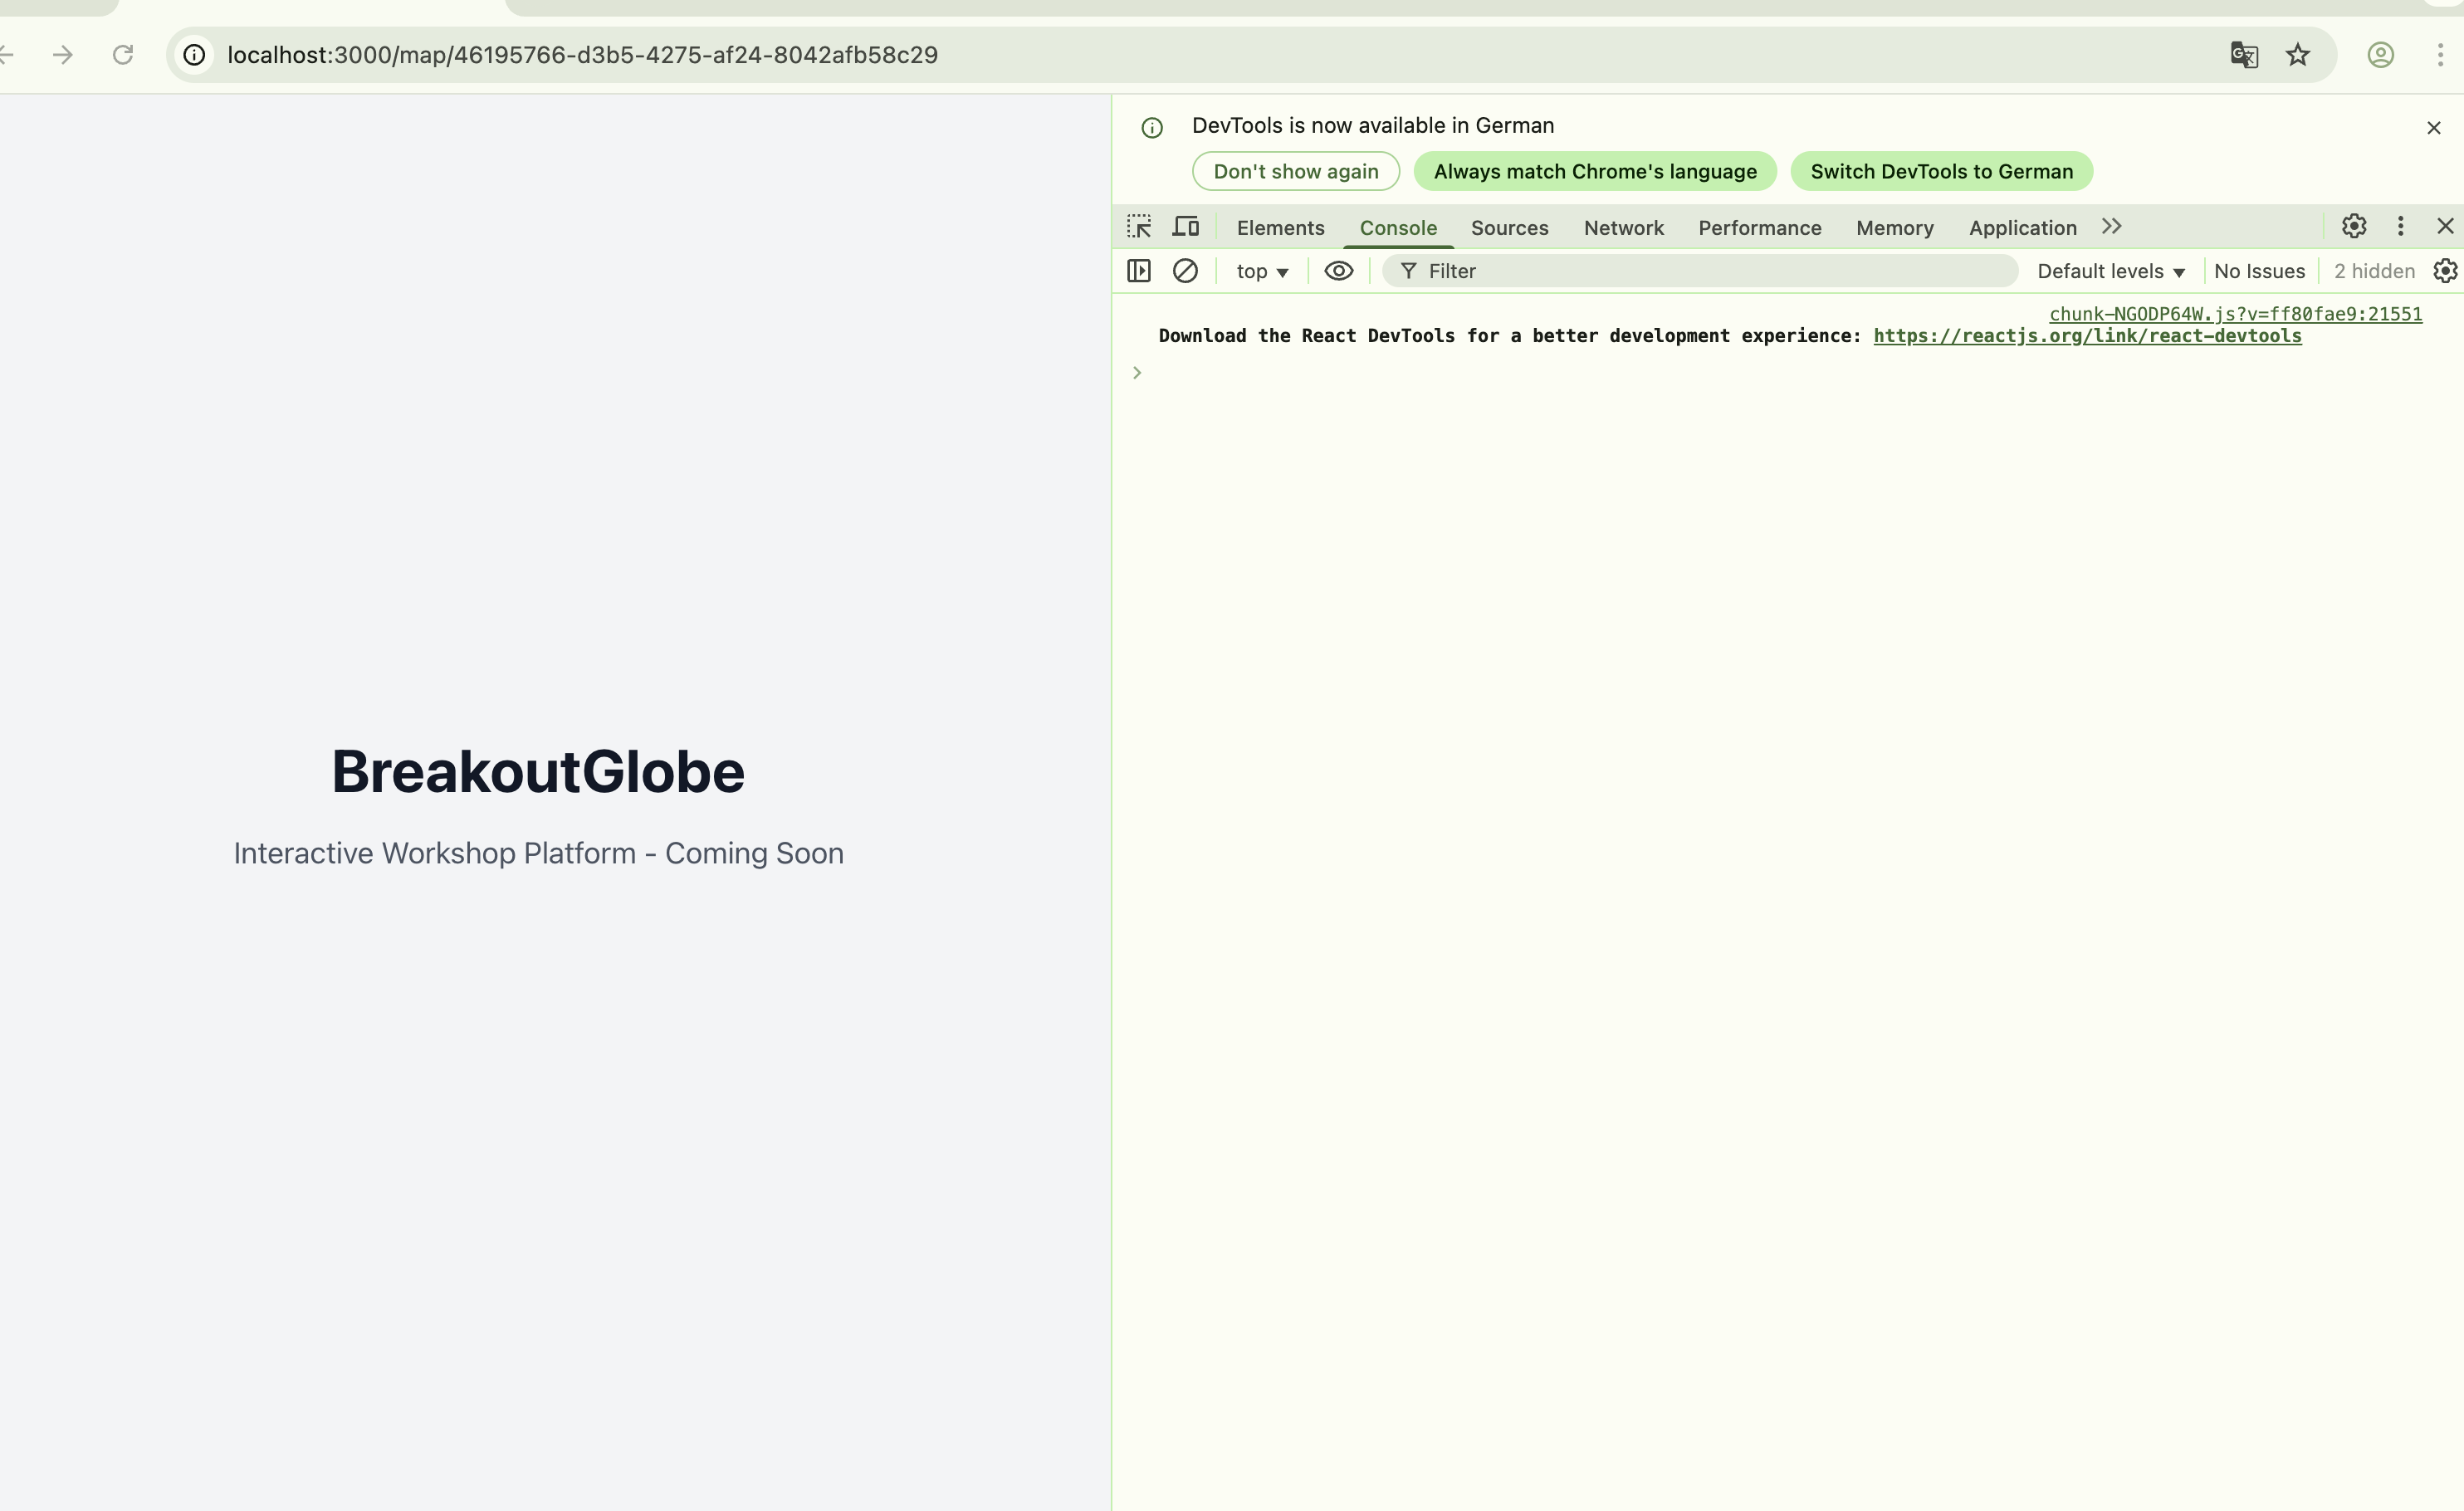 localhost:3000/map/46195766-d3b5-4275-af24-8042afb58c29
BreakoutGlobe
Interactive Workshop Platform - Coming Soon
DevTools is now available in German
Don't show again Always match Chrome's language Switch DevTools to German
Elements Console Sources Network Performance Memory Application
top Filter Default levels No Issues 2 hidden
chunk-NGODP64W.js?v=ff80fae9:21551
Download the React DevTools for a better development experience: https://reactjs.org/link/react-devtools